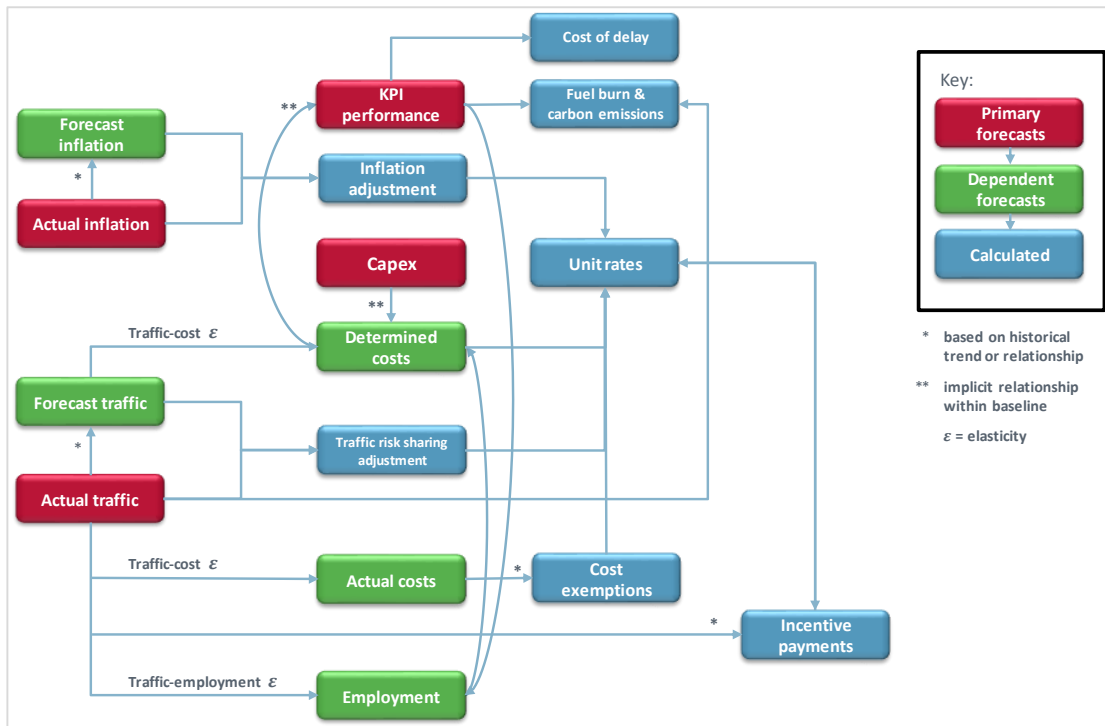 Cost of delay
KPI
performance
**
Fuel burn &
carbon emissions
Forecast
inflation
*
Actual inflation
Inflation
adjustment
Capex
**
Unit rates
Traffic-cost ε
Determined
costs
Forecast traffic
*
Traffic risk sharing
adjustment
Actual traffic
Traffic-cost ε
Actual costs
*
Cost
exemptions
*
Incentive
payments
Traffic-employment ε
Employment
Key:
Primary
forecasts
Dependent
forecasts
Calculated
* based on historical
trend or relationship
** implicit relationship
within baseline
ε = elasticity